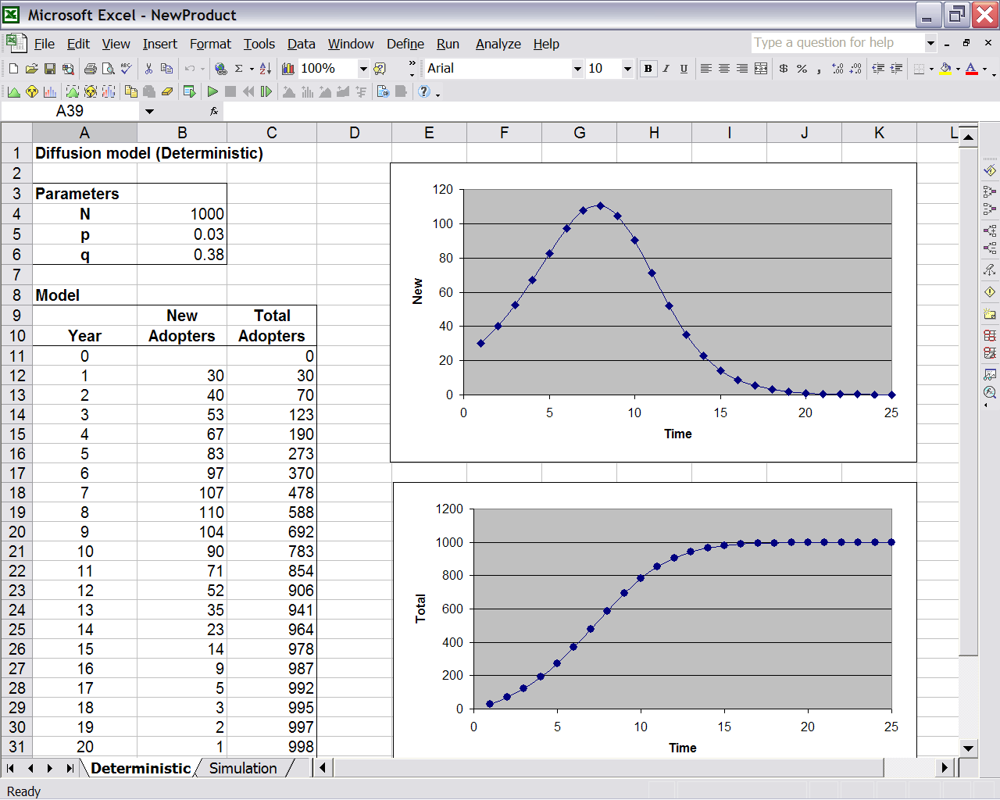 Microsoft Excel - NewProduct
File Edit View Insert Format Tools Data Window Define Run Analyze Help
Type a question for help
100% Arial 10 B I U $ % ,
A39 fx
A B C D E F G H I J K L
1 Diffusion model (Deterministic)
2
3 Parameters
4 N 1000
5 p 0.03
6 q 0.38
7
8 Model
9 New Total
10 Year Adopters Adopters
11 0 0
12 1 30 30
13 2 40 70
14 3 53 123
15 4 67 190
16 5 83 273
17 6 97 370
18 7 107 478
19 8 110 588
20 9 104 692
21 10 90 783
22 11 71 854
23 12 52 906
24 13 35 941
25 14 23 964
26 15 14 978
27 16 9 987
28 17 5 992
29 18 3 995
30 19 2 997
31 20 1 998
120
100
80
60
40
20
0
New
0 5 10 15 20 25
Time
1200
1000
800
600
400
200
0
Total
0 5 10 15 20 25
Time
Deterministic Simulation
Ready